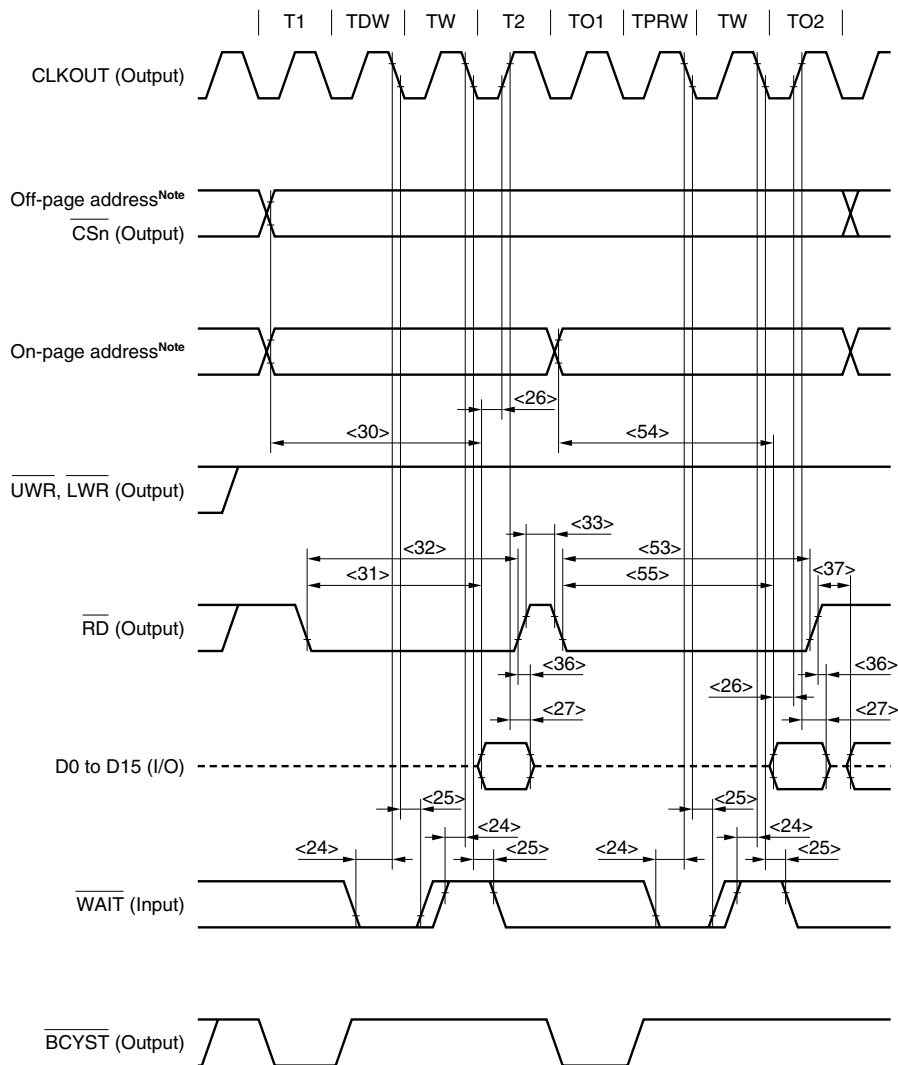 T1 TDW TW T2 TO1 TPRW TW TO2
CLKOUT (Output)
Off-page addressNote
CSn (Output)
On-page addressNote
<26>
<30> <54>
UWR, LWR (Output)
<33>
<32> <53>
<31> <55> <37>
RD (Output)
<36> <36>
<26>
<27> <27>
D0 to D15 (I/O)
<25> <25>
<24> <24>
<24> <25> <24> <25>
WAIT (Input)
BCYST (Output)